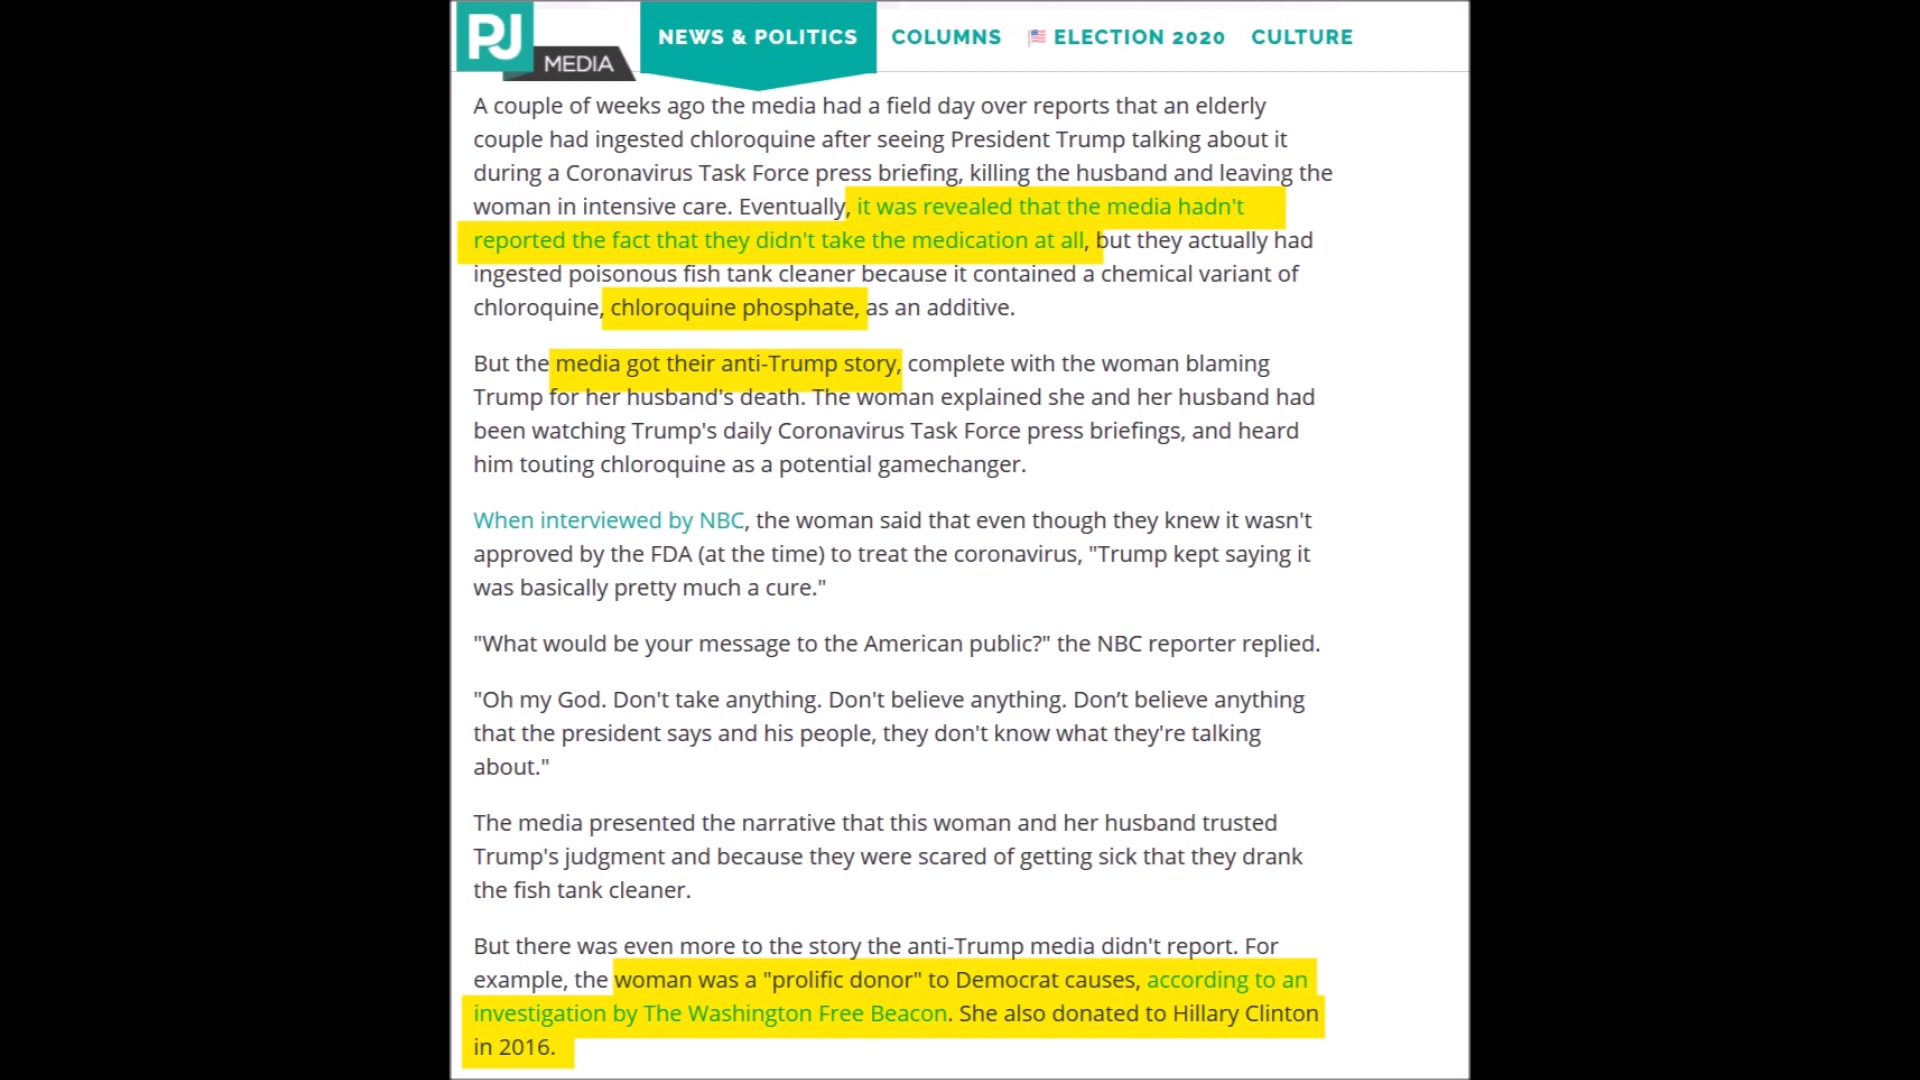 PJ MEDIA
NEWS & POLITICS COLUMNS ELECTION 2020 CULTURE
A couple of weeks ago the media had a field day over reports that an elderly
couple had ingested chloroquine after seeing President Trump talking about it
during a Coronavirus Task Force press briefing, killing the husband and leaving the
woman in intensive care. Eventually, it was revealed that the media hadn't
reported the fact that they didn't take the medication at all, but they actually had
ingested poisonous fish tank cleaner because it contained a chemical variant of
chloroquine, chloroquine phosphate, as an additive.
But the media got their anti-Trump story, complete with the woman blaming
Trump for her husband's death. The woman explained she and her husband had
been watching Trump's daily Coronavirus Task Force press briefings, and heard
him touting chloroquine as a potential gamechanger.
When interviewed by NBC, the woman said that even though they knew it wasn't
approved by the FDA (at the time) to treat the coronavirus, "Trump kept saying it
was basically pretty much a cure."
"What would be your message to the American public?" the NBC reporter replied.
"Oh my God. Don't take anything. Don't believe anything. Don’t believe anything
that the president says and his people, they don't know what they're talking
about."
The media presented the narrative that this woman and her husband trusted
Trump's judgment and because they were scared of getting sick that they drank
the fish tank cleaner.
But there was even more to the story the anti-Trump media didn't report. For
example, the woman was a "prolific donor" to Democrat causes, according to an
investigation by The Washington Free Beacon. She also donated to Hillary Clinton
in 2016.